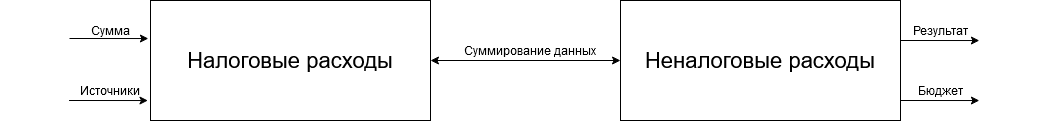 Сумма
Источники
Налоговые расходы
Суммирование данных
Неналоговые расходы
Результат
Бюджет